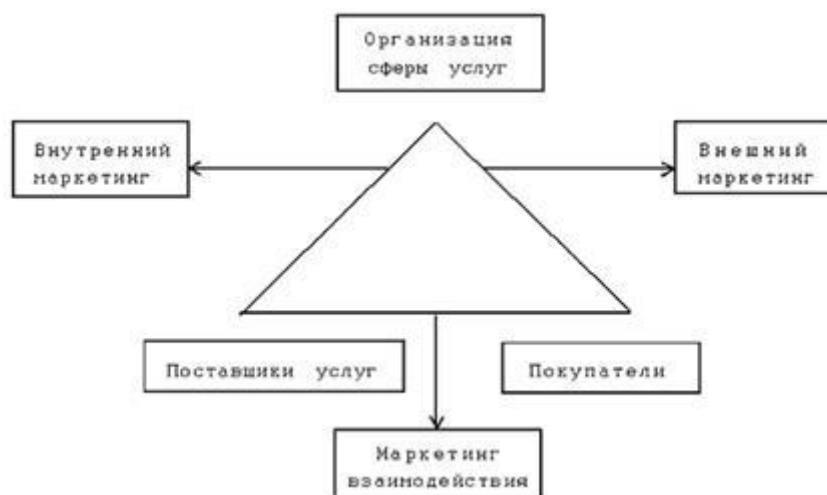 Организация
сферы услуг
Внутренний
маркетинг
Внешний
маркетинг
Поставщики услуг
Покупатели
Маркетинг
взаимодействия